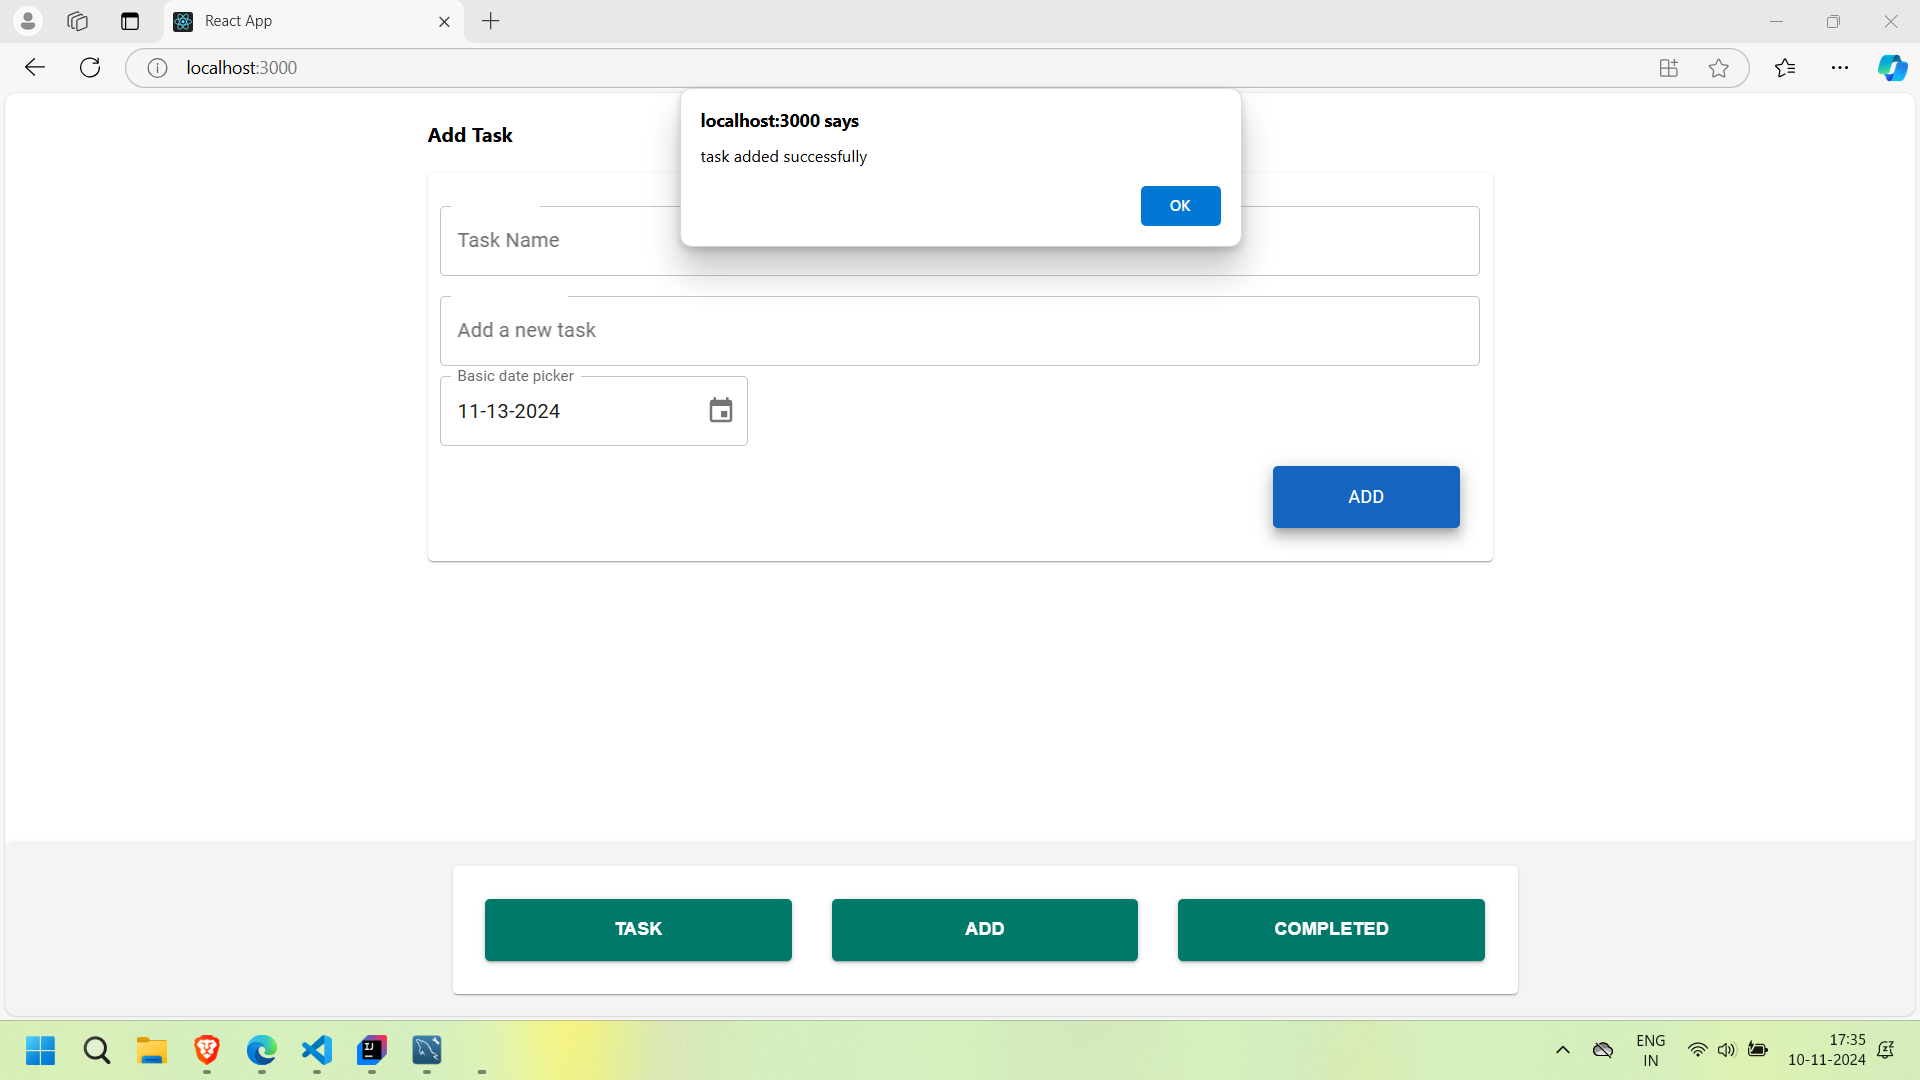 React App
localhost:3000
localhost:3000 says
task added successfully
OK
Add Task
Task Name
Add a new task
Basic date picker
11-13-2024
ADD
TASK
ADD
COMPLETED
IJ
ENG
IN
17:35
10-11-2024